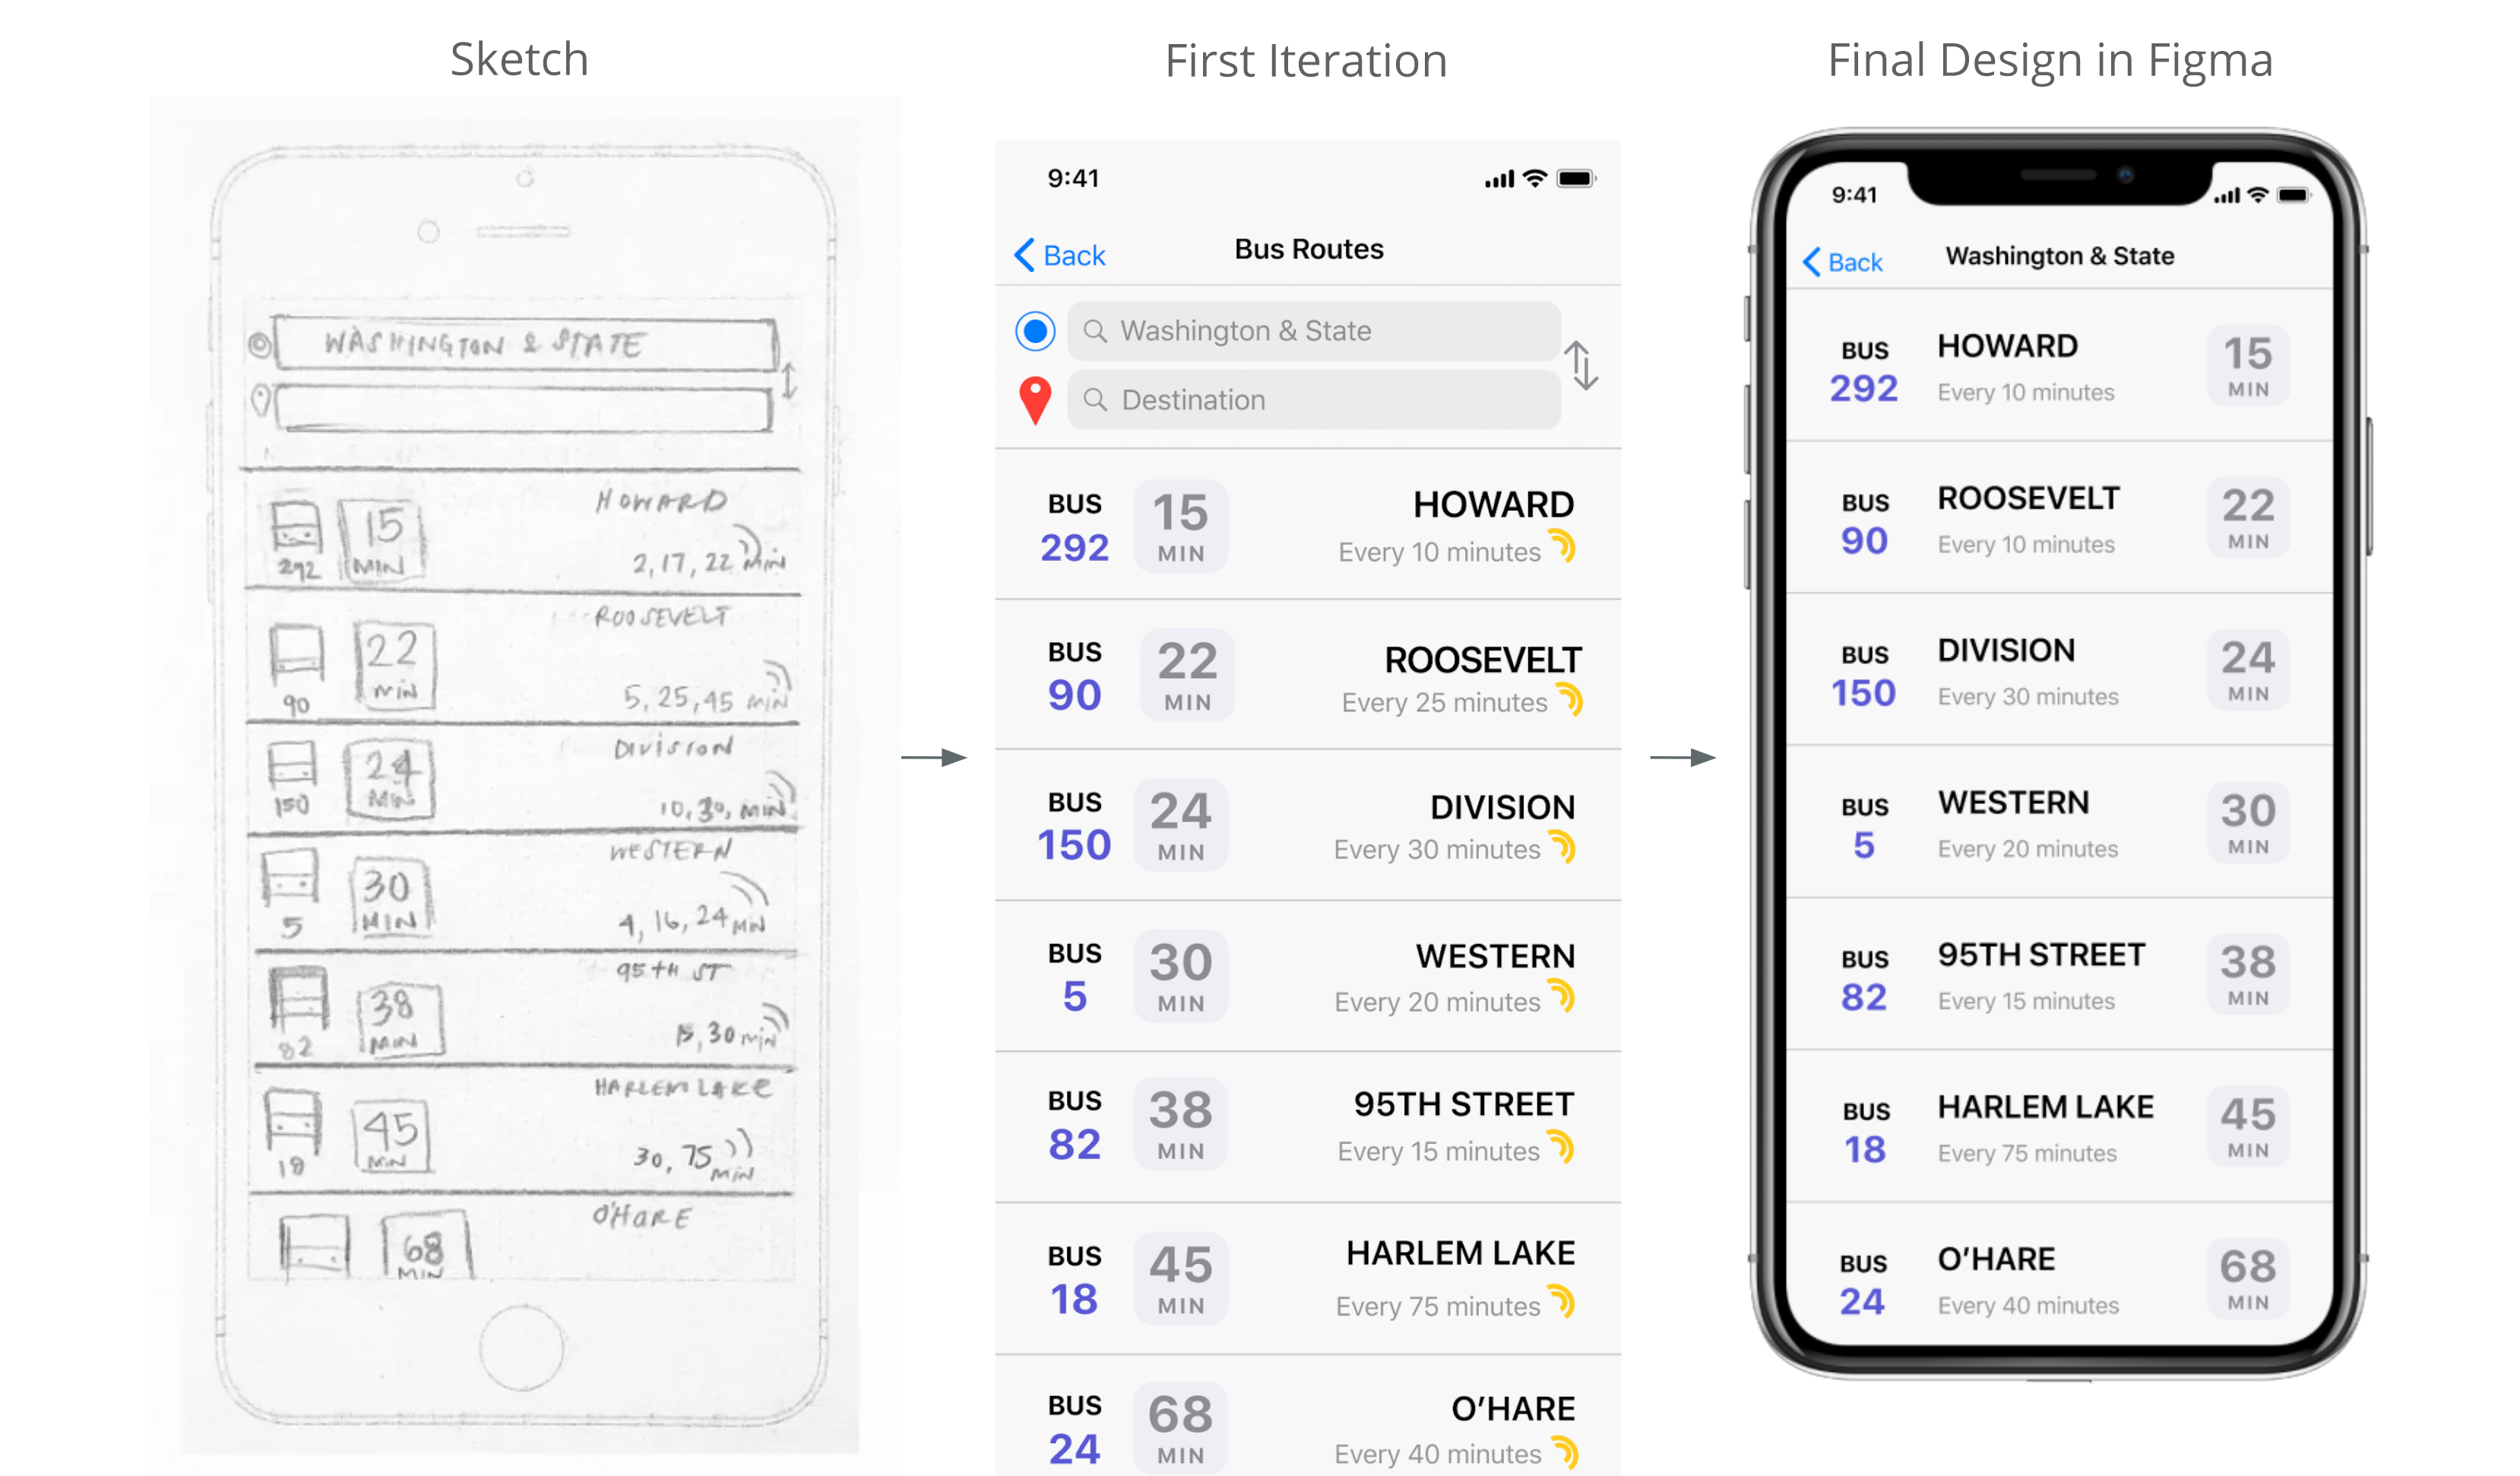 Sketch
WASHINGTON & STATE
15
MIN
292
HOWARD
2, 17, 22 min
22
min
90
ROOSEVELT
5, 25, 45 min
24
Min
150
Division
10, 30, min
30
MIN
5
WESTERN
4, 16, 24 MIN
38
MIN
82
95TH ST
15, 30 min
45
MIN
18
HARLEM LAKE
30, 75 min
68
MIN
O'HARE
First Iteration
9:41
Back
Bus Routes
Washington & State
Destination
BUS
292
15
MIN
HOWARD
Every 10 minutes
BUS
90
22
MIN
ROOSEVELT
Every 25 minutes
BUS
150
24
MIN
DIVISION
Every 30 minutes
BUS
5
30
MIN
WESTERN
Every 20 minutes
BUS
82
38
MIN
95TH STREET
Every 15 minutes
BUS
18
45
MIN
HARLEM LAKE
Every 75 minutes
BUS
24
68
MIN
O'HARE
Every 40 minutes
Final Design in Figma
9:41
Back
Washington & State
BUS
292
HOWARD
Every 10 minutes
15
MIN
BUS
90
ROOSEVELT
Every 10 minutes
22
MIN
BUS
150
DIVISION
Every 30 minutes
24
MIN
BUS
5
WESTERN
Every 20 minutes
30
MIN
BUS
82
95TH STREET
Every 15 minutes
38
MIN
BUS
18
HARLEM LAKE
Every 75 minutes
45
MIN
BUS
24
O'HARE
Every 40 minutes
68
MIN